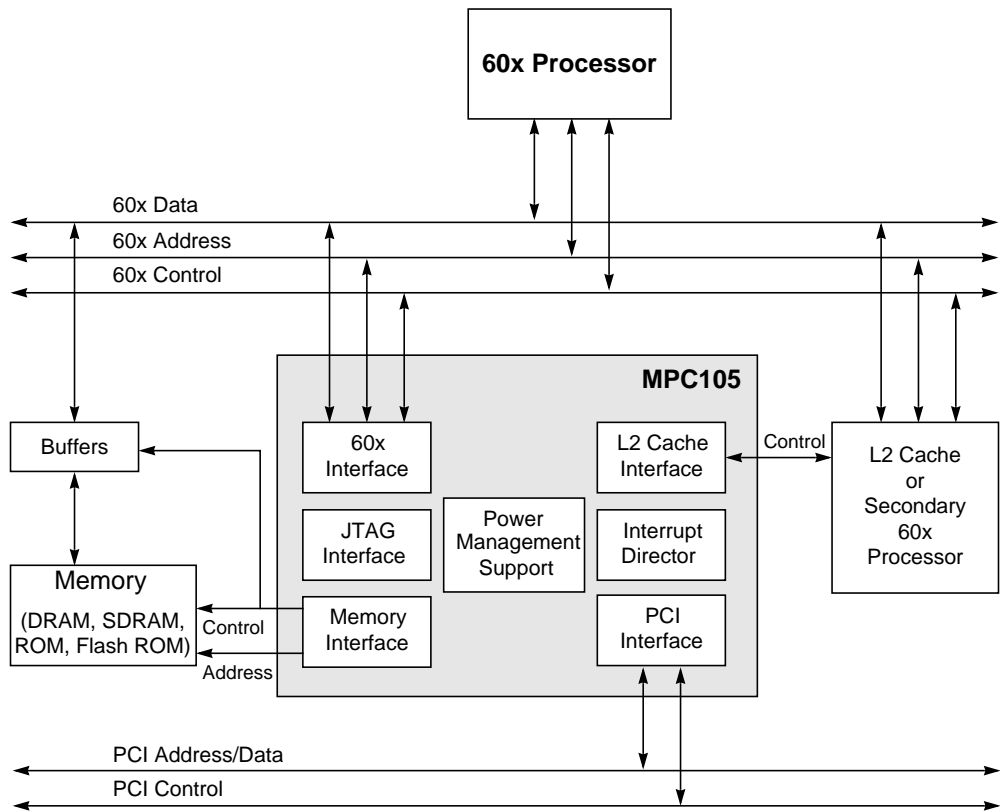 60x Processor
60x Data
60x Address
60x Control
MPC105
Buffers
60x
Interface
L2 Cache
Interface
Control
L2 Cache
or
Secondary
60x
Processor
JTAG
Interface
Power
Management
Support
Interrupt
Director
Memory
(DRAM, SDRAM,
ROM, Flash ROM)
Control
Address
Memory
Interface
PCI
Interface
PCI Address/Data
PCI Control